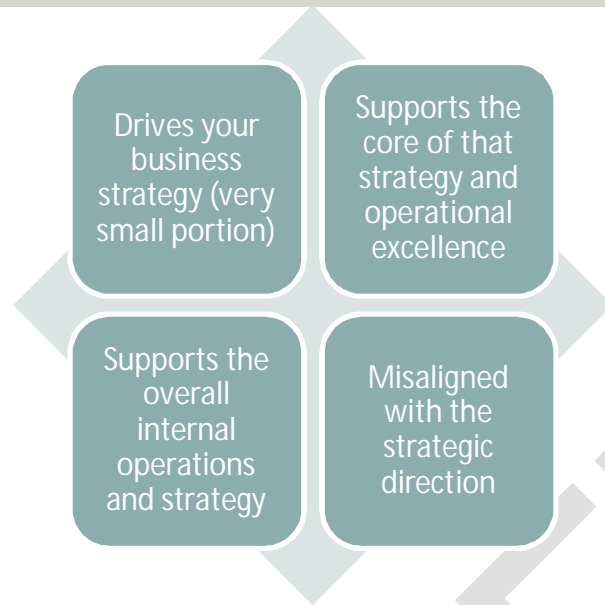 Drives your
business
strategy (very
small portion)
Supports the
core of that
strategy and
operational
excellence
Supports the
overall
internal
operations
and strategy
Misaligned
with the
strategic
direction